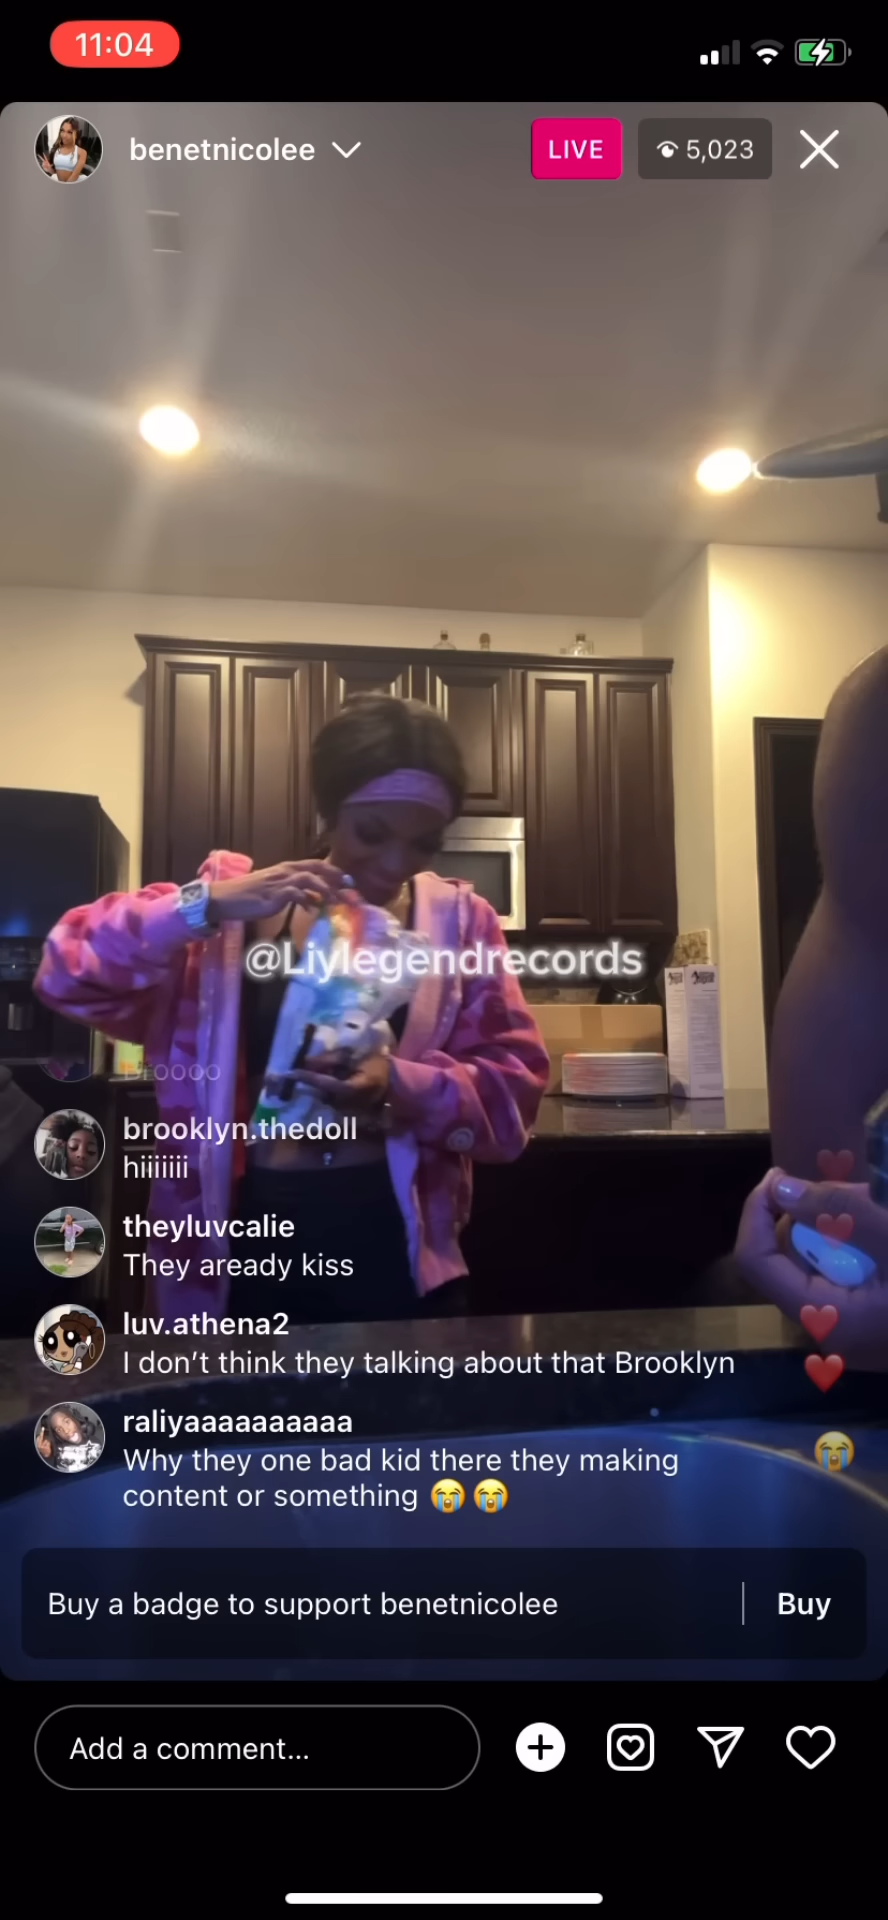 11:04
benetnicolee
LIVE
5,023
@Liylegendrecords
Broooo
brooklyn.thedoll
hiiiiiii
theyluvcalie
They aready kiss
luv.athena2
I don't think they talking about that Brooklyn
raliyaaaaaaaaaa
Why they one bad kid there they making
content or something 😭😭
Buy a badge to support benetnicolee
Buy
Add a comment...